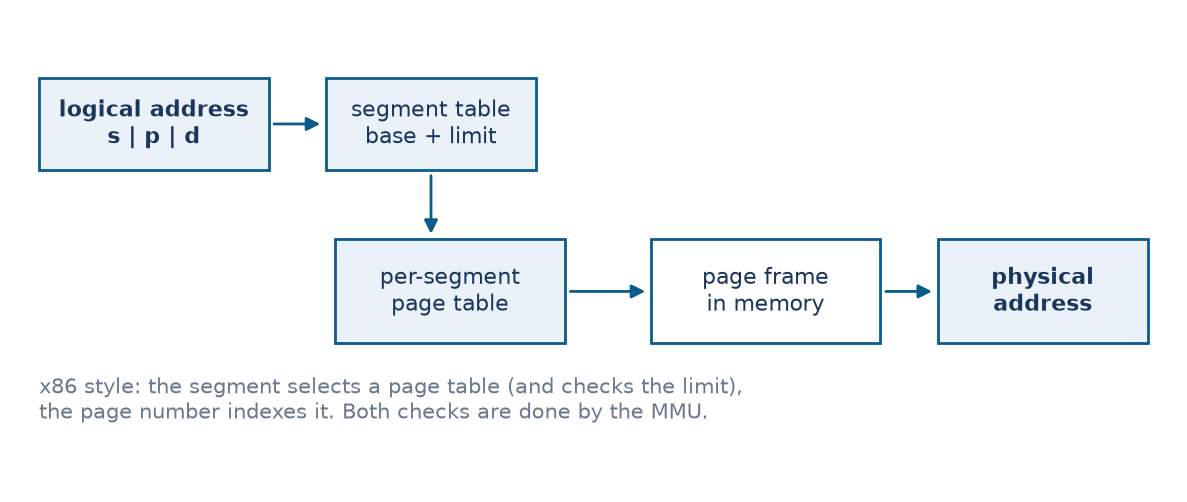 logical address
s | p | d
segment table
base + limit
per-segment
page table
page frame
in memory
physical
address
x86 style: the segment selects a page table (and checks the limit),
the page number indexes it. Both checks are done by the MMU.